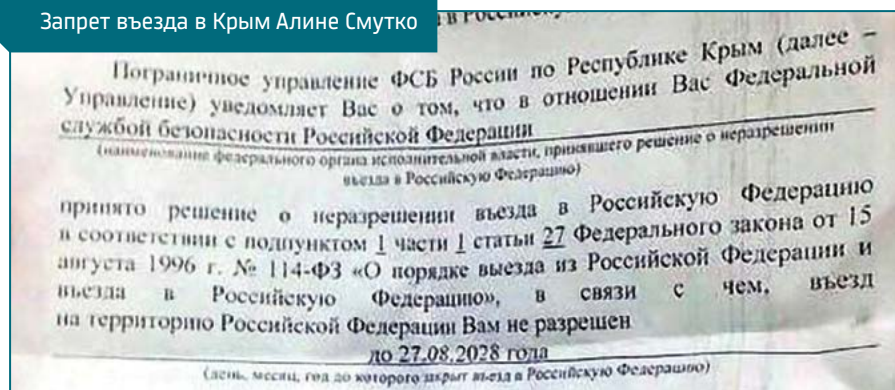 Запрет въезда в Крым Алине Смутко
Пограничное управление ФСБ России по Республике Крым (далее –
Управление) уведомляет Вас о том, что в отношении Вас Федеральной
службой безопасности Российской Федерации
(наименование федерального органа исполнительной власти, принявшего решение о неразрешении
въезда в Российскую Федерацию)
принято решение о неразрешении въезда в Российскую Федерацию
в соответствии с подпунктом 1 части 1 статьи 27 Федерального закона от 15
августа 1996 г. № 114-ФЗ «О порядке выезда из Российской Федерации и
въезда в Российскую Федерацию», в связи с чем, въезд
на территорию Российской Федерации Вам не разрешен
до 27.08.2028 года
(день, месяц, год до которого закрыт въезд в Российскую Федерацию)